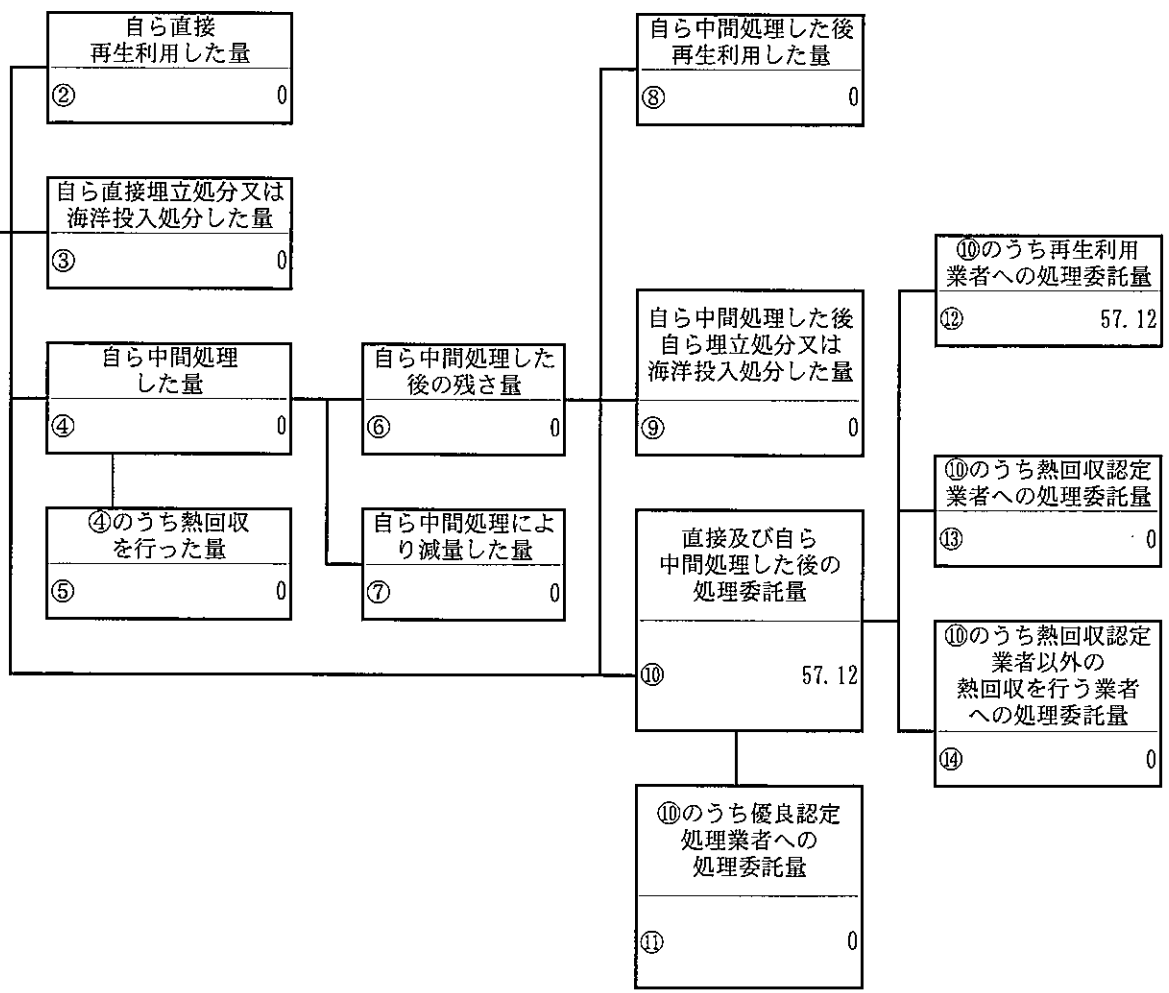 自ら直接
再生利用した量
② 0
自ら直接埋立処分又は
海洋投入処分した量
③ 0
自ら中間処理
した量
④ 0
④のうち熱回収
を行った量
⑤ 0
自ら中間処理した
後の残さ量
⑥ 0
自ら中間処理によ
り減量した量
⑦ 0
自ら中間処理した後
再生利用した量
⑧ 0
自ら中間処理した後
自ら埋立処分又は
海洋投入処分した量
⑨ 0
直接及び自ら
中間処理した後の
処理委託量
⑩ 57.12
⑩のうち優良認定
処理業者への
処理委託量
⑪ 0
⑩のうち再生利用
業者への処理委託量
⑫ 57.12
⑩のうち熱回収認定
業者への処理委託量
⑬ 0
⑩のうち熱回収認定
業者以外の
熱回収を行う業者
への処理委託量
⑭ 0